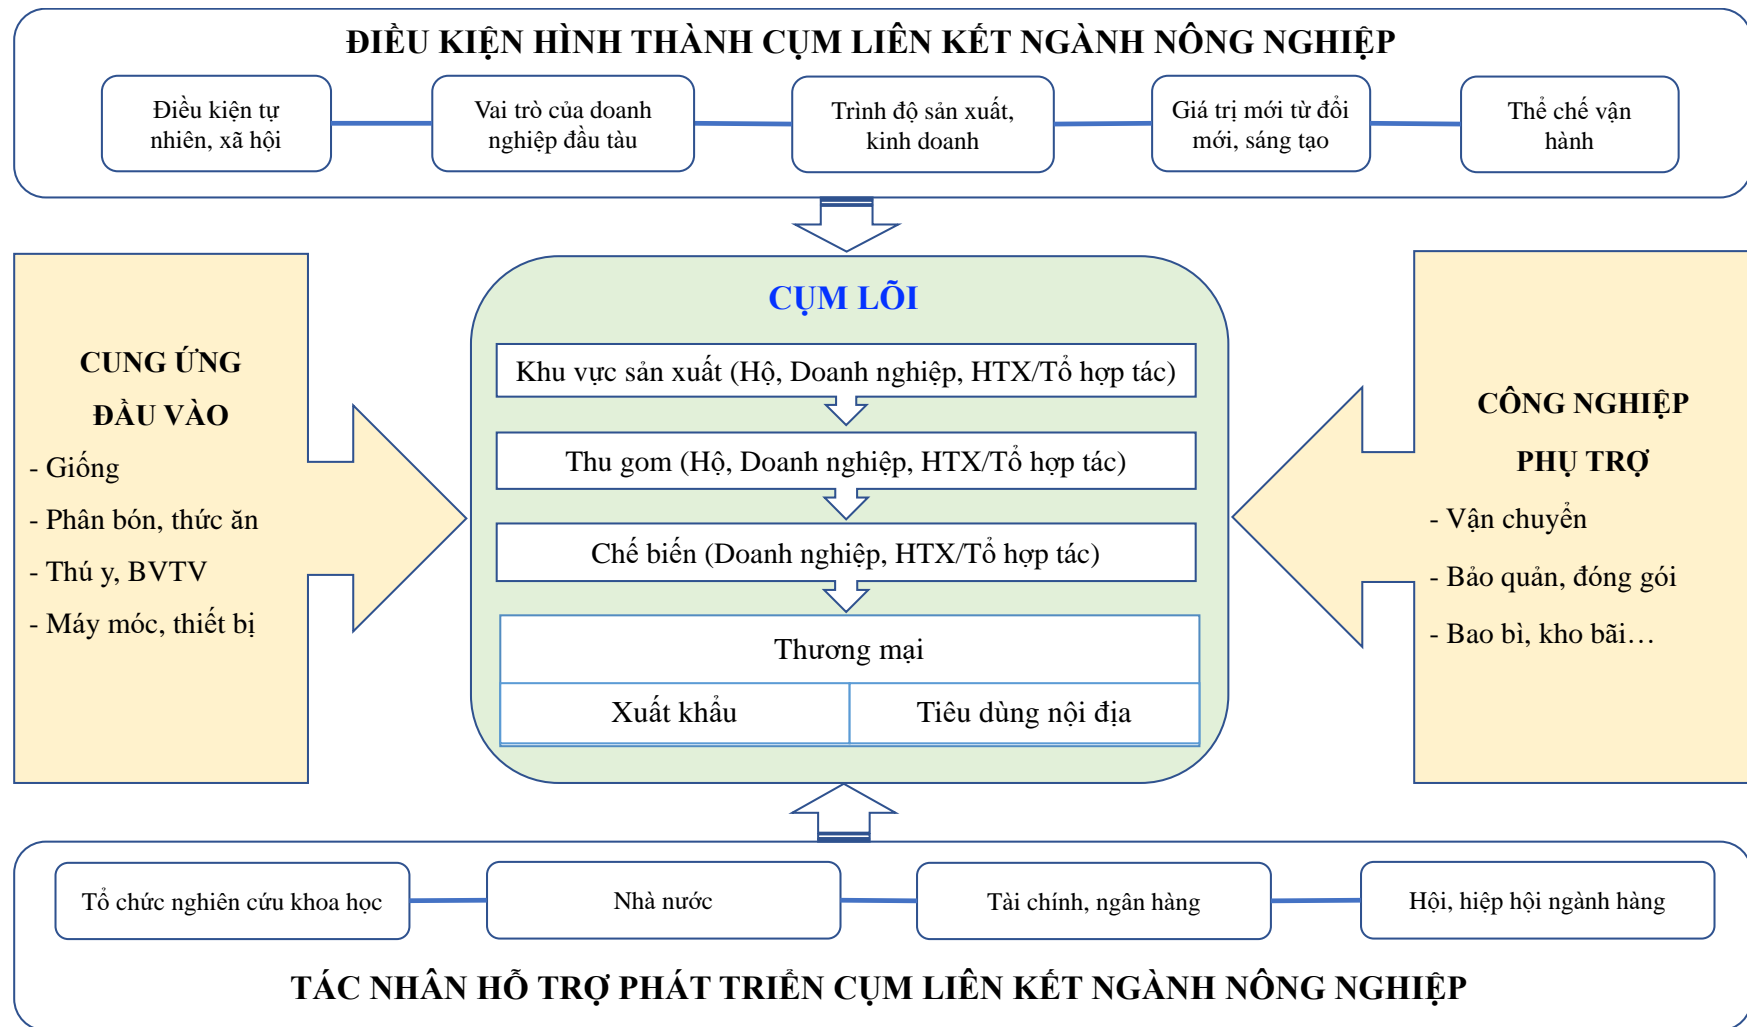 ĐIỀU KIỆN HÌNH THÀNH CỤM LIÊN KẾT NGÀNH NÔNG NGHIỆP
Điều kiện tự
nhiên, xã hội
Vai trò của doanh
nghiệp đầu tàu
Trình độ sản xuất,
kinh doanh
Giá trị mới từ đổi
mới, sáng tạo
Thể chế vận
hành
CUNG ỨNG
ĐẦU VÀO
- Giống
- Phân bón, thức ăn
- Thú y, BVTV
- Máy móc, thiết bị
CỤM LÕI
Khu vực sản xuất (Hộ, Doanh nghiệp, HTX/Tổ hợp tác)
Thu gom (Hộ, Doanh nghiệp, HTX/Tổ hợp tác)
Chế biến (Doanh nghiệp, HTX/Tổ hợp tác)
Thương mại
Xuất khẩu
Tiêu dùng nội địa
CÔNG NGHIỆP
PHỤ TRỢ
- Vận chuyển
- Bảo quản, đóng gói
- Bao bì, kho bãi…
Tổ chức nghiên cứu khoa học
Nhà nước
Tài chính, ngân hàng
Hội, hiệp hội ngành hàng
TÁC NHÂN HỖ TRỢ PHÁT TRIỂN CỤM LIÊN KẾT NGÀNH NÔNG NGHIỆP